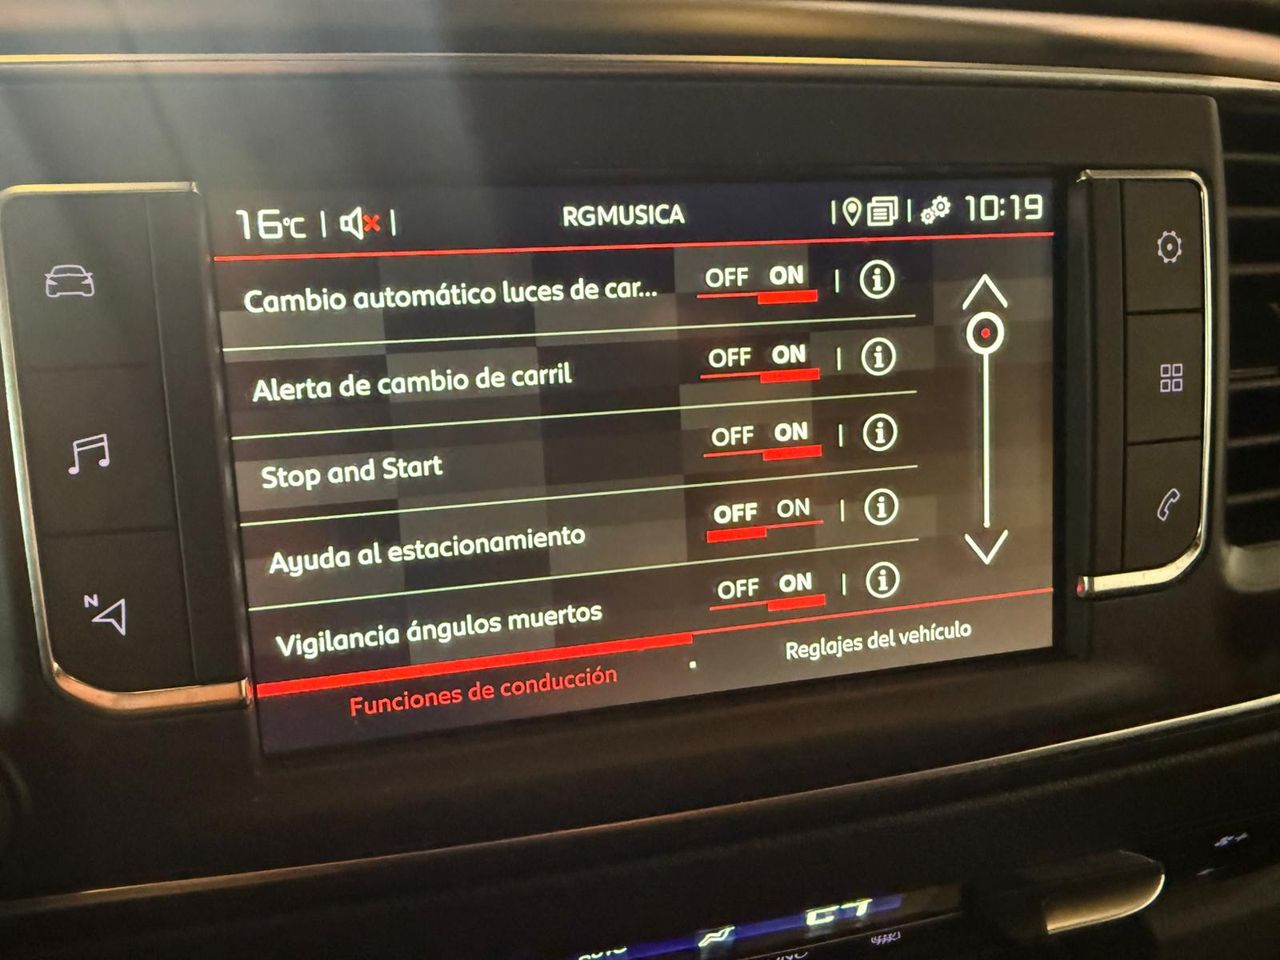 16°C | | RGMUSICA | | 10:19
Cambio automático luces de car... OFF ON | i
Alerta de cambio de carril OFF ON | i
Stop and Start OFF ON | i
Ayuda al estacionamiento OFF ON | i
Vigilancia ángulos muertos OFF ON | i
Funciones de conducción Reglajes del vehículo
N